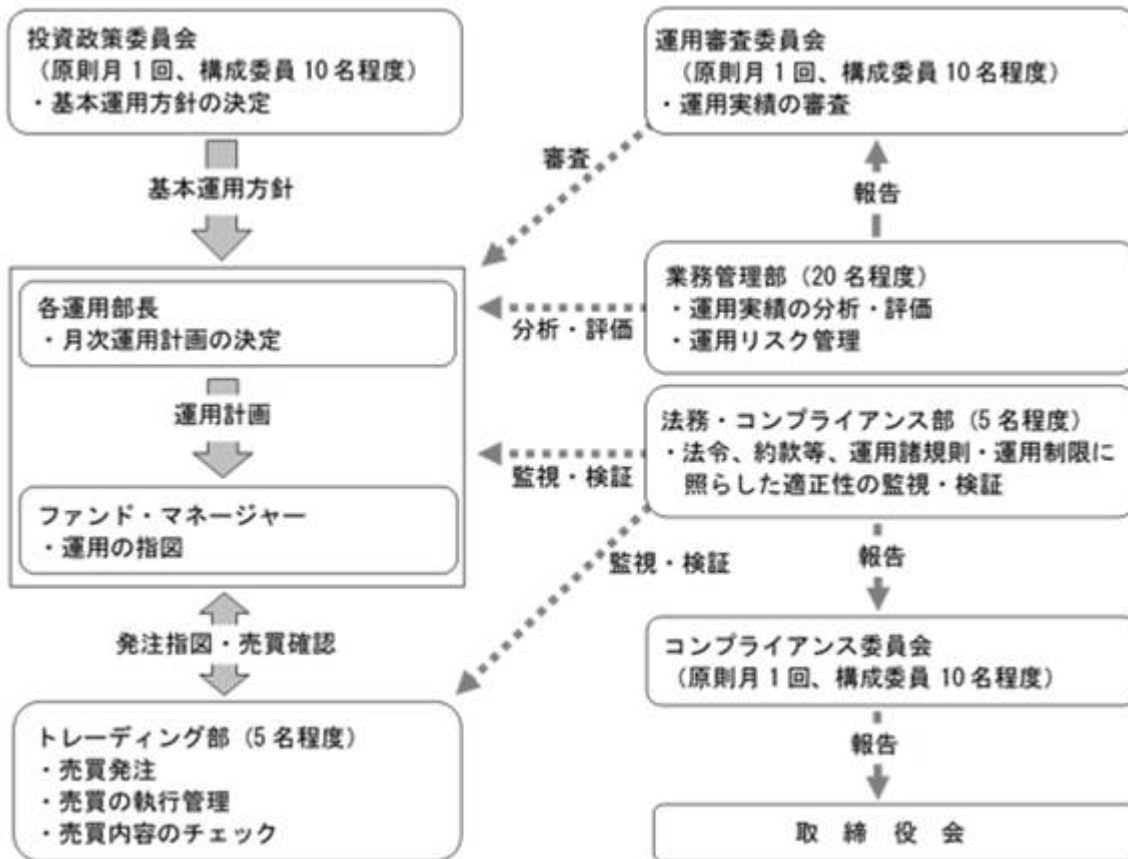 投資政策委員会
（原則月1回、構成委員10名程度）
・基本運用方針の決定
基本運用方針
各運用部長
・月次運用計画の決定
運用計画
ファンド・マネージャー
・運用の指図
発注指図・売買確認
トレーディング部（5名程度）
・売買発注
・売買の執行管理
・売買内容のチェック
運用審査委員会
（原則月1回、構成委員10名程度）
・運用実績の審査
審査
報告
業務管理部（20名程度）
・運用実績の分析・評価
・運用リスク管理
分析・評価
法務・コンプライアンス部（5名程度）
・法令、約款等、運用諸規則・運用制限に
照らした適正性の監視・検証
監視・検証
監視・検証
報告
コンプライアンス委員会
（原則月1回、構成委員10名程度）
報告
取締役会